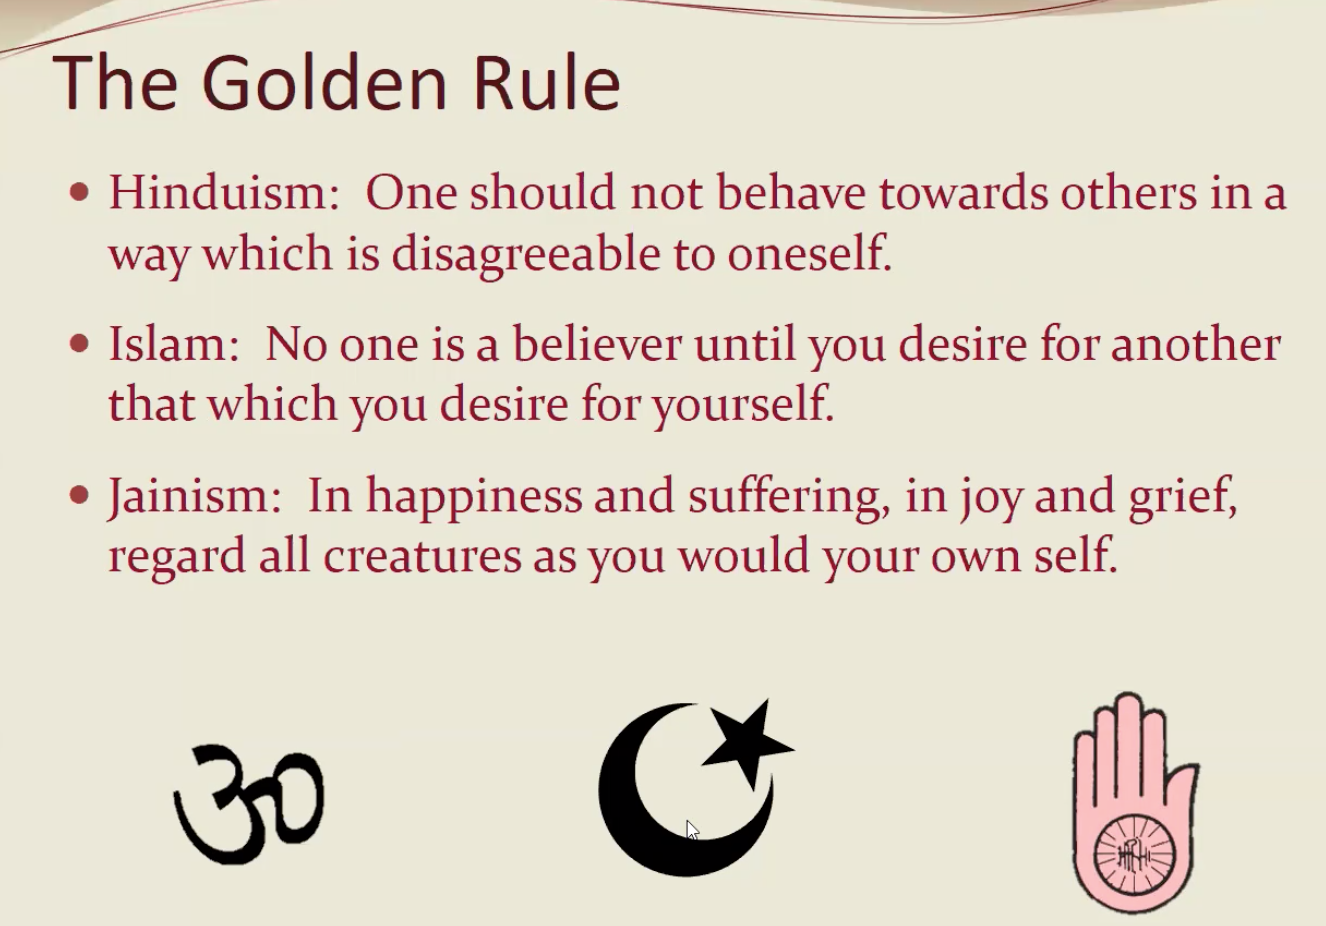 The Golden Rule
• Hinduism:  One should not behave towards others in a
way which is disagreeable to oneself.
• Islam:  No one is a believer until you desire for another
that which you desire for yourself.
• Jainism:  In happiness and suffering, in joy and grief,
regard all creatures as you would your own self.
ॐ